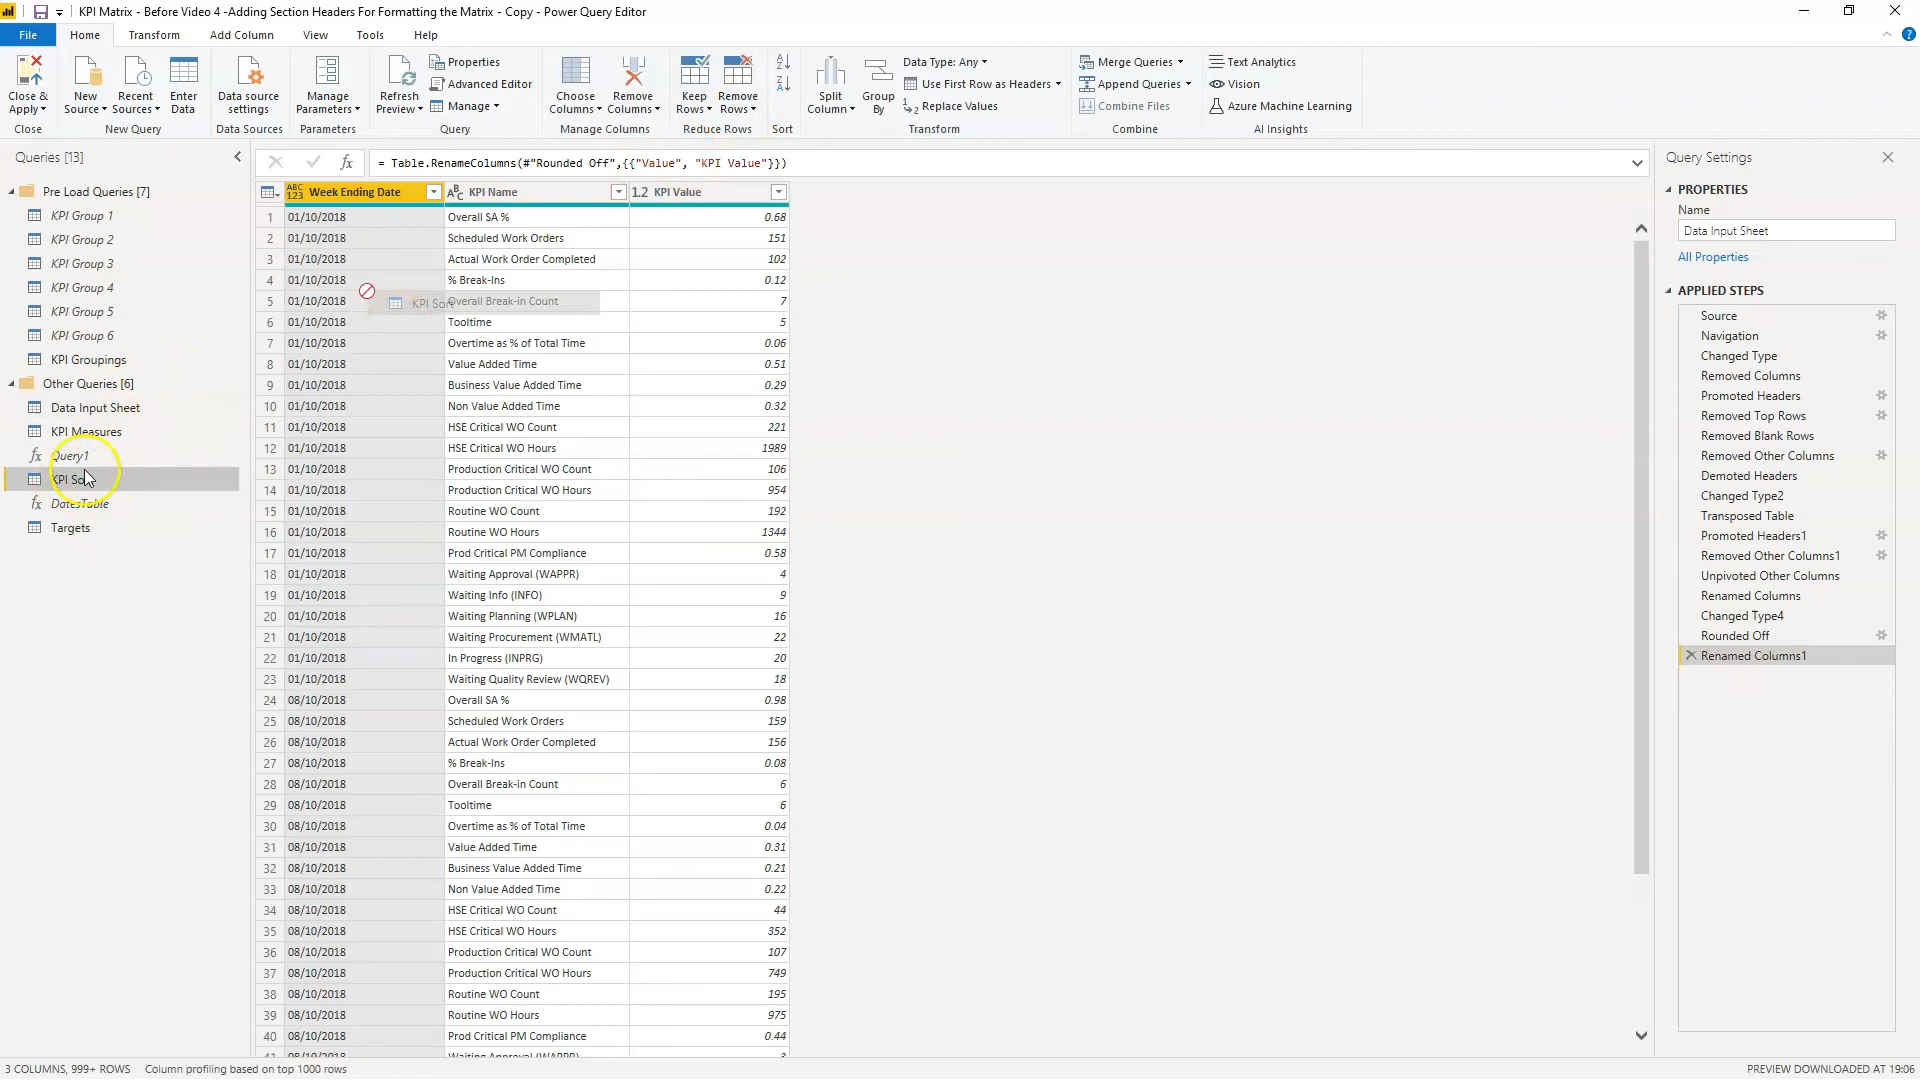 KPI Matrix - Before Video 4 -Adding Section Headers For Formatting the Matrix - Copy - Power Query Editor
File Home Transform Add Column View Tools Help
Close & Apply
New Source
Recent Sources
Enter Data
Data source settings
Manage Parameters
Refresh Preview
Properties
Advanced Editor
Manage
Choose Columns
Remove Columns
Keep Rows
Remove Rows
Split Column
Group By
Data Type: Any
Use First Row as Headers
Replace Values
Merge Queries
Append Queries
Combine Files
Text Analytics
Vision
Azure Machine Learning
Close New Query Data Sources Parameters Query Manage Columns Reduce Rows Sort Transform Combine AI Insights
Queries [13]
Pre Load Queries [7]
KPI Group 1
KPI Group 2
KPI Group 3
KPI Group 4
KPI Group 5
KPI Group 6
KPI Groupings
Other Queries [6]
Data Input Sheet
KPI Measures
fx Query1
KPI So
fx DatesTable
Targets
fx = Table.RenameColumns(#"Rounded Off",{{"Value", "KPI Value"}})
ABC 123 Week Ending Date ABC KPI Name 1.2 KPI Value
1 01/10/2018 Overall SA % 0.68
2 01/10/2018 Scheduled Work Orders 151
3 01/10/2018 Actual Work Order Completed 102
4 01/10/2018 % Break-Ins 0.12
5 01/10/2018 Overall Break-in Count 7
KPI Sort
6 01/10/2018 Tooltime 5
7 01/10/2018 Overtime as % of Total Time 0.06
8 01/10/2018 Value Added Time 0.51
9 01/10/2018 Business Value Added Time 0.29
10 01/10/2018 Non Value Added Time 0.32
11 01/10/2018 HSE Critical WO Count 221
12 01/10/2018 HSE Critical WO Hours 1989
13 01/10/2018 Production Critical WO Count 106
14 01/10/2018 Production Critical WO Hours 954
15 01/10/2018 Routine WO Count 192
16 01/10/2018 Routine WO Hours 1344
17 01/10/2018 Prod Critical PM Compliance 0.58
18 01/10/2018 Waiting Approval (WAPPR) 4
19 01/10/2018 Waiting Info (INFO) 9
20 01/10/2018 Waiting Planning (WPLAN) 16
21 01/10/2018 Waiting Procurement (WMATL) 22
22 01/10/2018 In Progress (INPRG) 20
23 01/10/2018 Waiting Quality Review (WQREV) 18
24 08/10/2018 Overall SA % 0.98
25 08/10/2018 Scheduled Work Orders 159
26 08/10/2018 Actual Work Order Completed 156
27 08/10/2018 % Break-Ins 0.08
28 08/10/2018 Overall Break-in Count 6
29 08/10/2018 Tooltime 6
30 08/10/2018 Overtime as % of Total Time 0.04
31 08/10/2018 Value Added Time 0.31
32 08/10/2018 Business Value Added Time 0.21
33 08/10/2018 Non Value Added Time 0.22
34 08/10/2018 HSE Critical WO Count 44
35 08/10/2018 HSE Critical WO Hours 352
36 08/10/2018 Production Critical WO Count 107
37 08/10/2018 Production Critical WO Hours 749
38 08/10/2018 Routine WO Count 195
39 08/10/2018 Routine WO Hours 975
40 08/10/2018 Prod Critical PM Compliance 0.44
41 08/10/2018 Waiting Approval (WAPPR) 3
Query Settings
PROPERTIES
Name
Data Input Sheet
All Properties
APPLIED STEPS
Source
Navigation
Changed Type
Removed Columns
Promoted Headers
Removed Top Rows
Removed Blank Rows
Removed Other Columns
Demoted Headers
Changed Type2
Transposed Table
Promoted Headers1
Removed Other Columns1
Unpivoted Other Columns
Renamed Columns
Changed Type4
Rounded Off
Renamed Columns1
3 COLUMNS, 999+ ROWS Column profiling based on top 1000 rows
PREVIEW DOWNLOADED AT 19:06